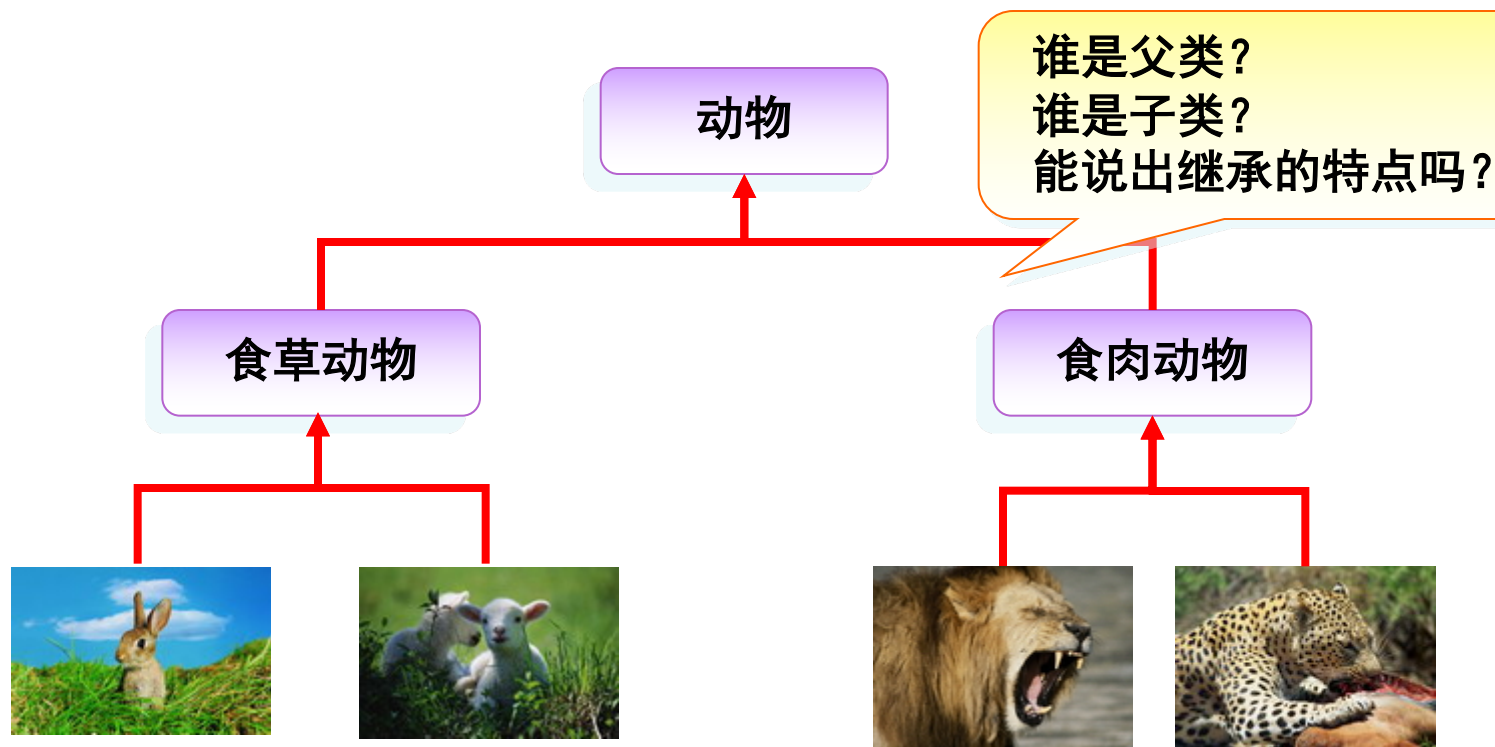 谁是父类？
谁是子类？
能说出继承的特点吗？
动物
食草动物
食肉动物